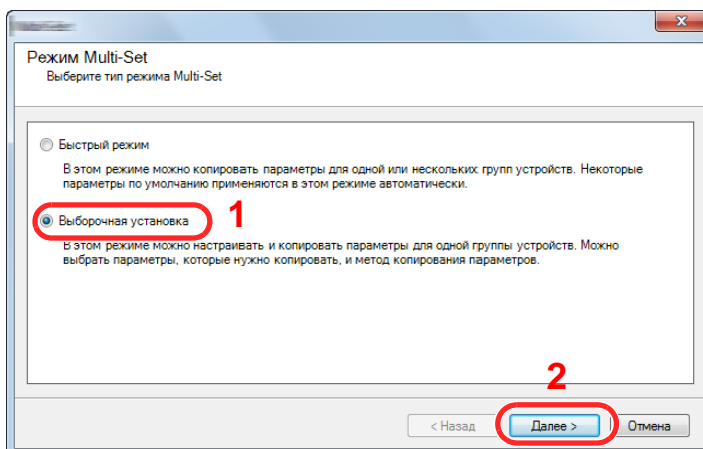 Режим Multi-Set
Выберите тип режима Multi-Set
Быстрый режим
В этом режиме можно копировать параметры для одной или нескольких групп устройств. Некоторые
параметры по умолчанию применяются в этом режиме автоматически.
Выборочная установка
1
В этом режиме можно настраивать и копировать параметры для одной группы устройств. Можно
выбрать параметры, которые нужно копировать, и метод копирования параметров.
2
< Назад
Далее >
Отмена